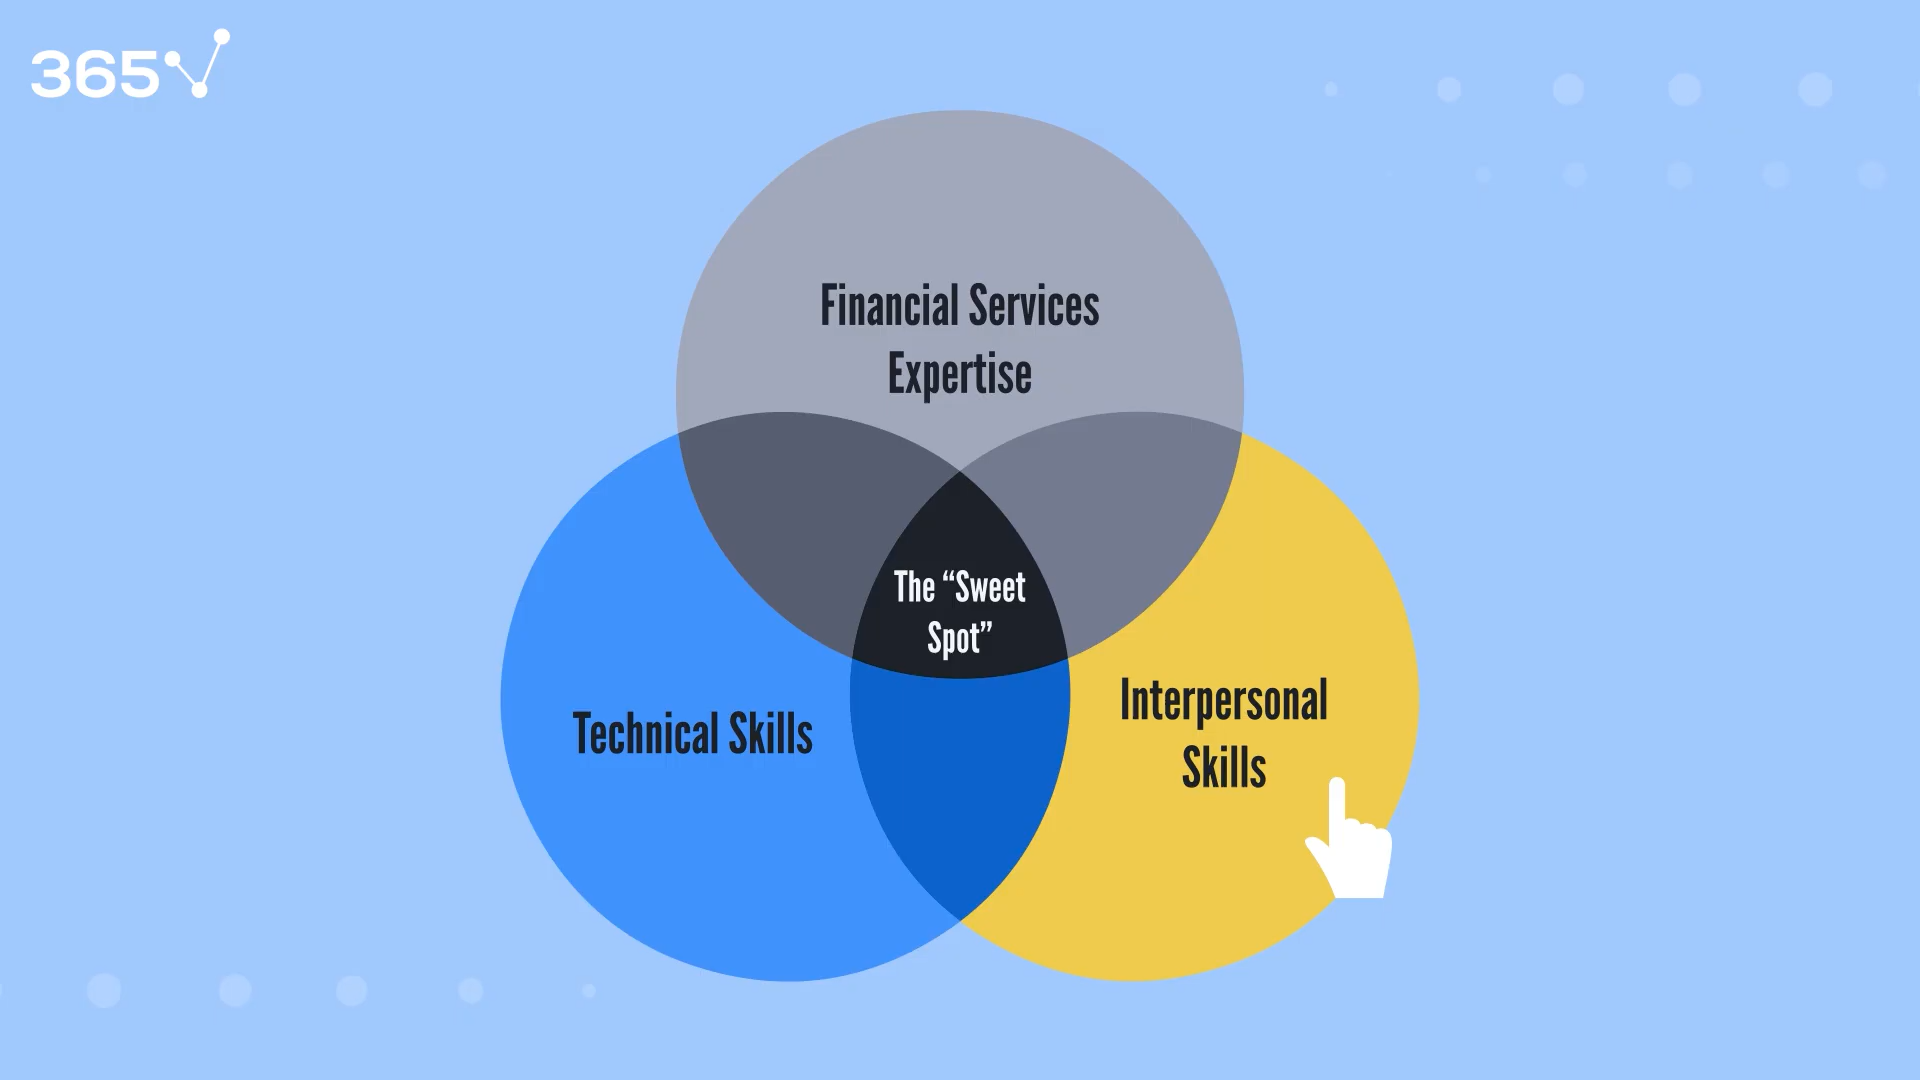 365
Financial Services
Expertise
The “Sweet
Spot”
Technical Skills
Interpersonal
Skills